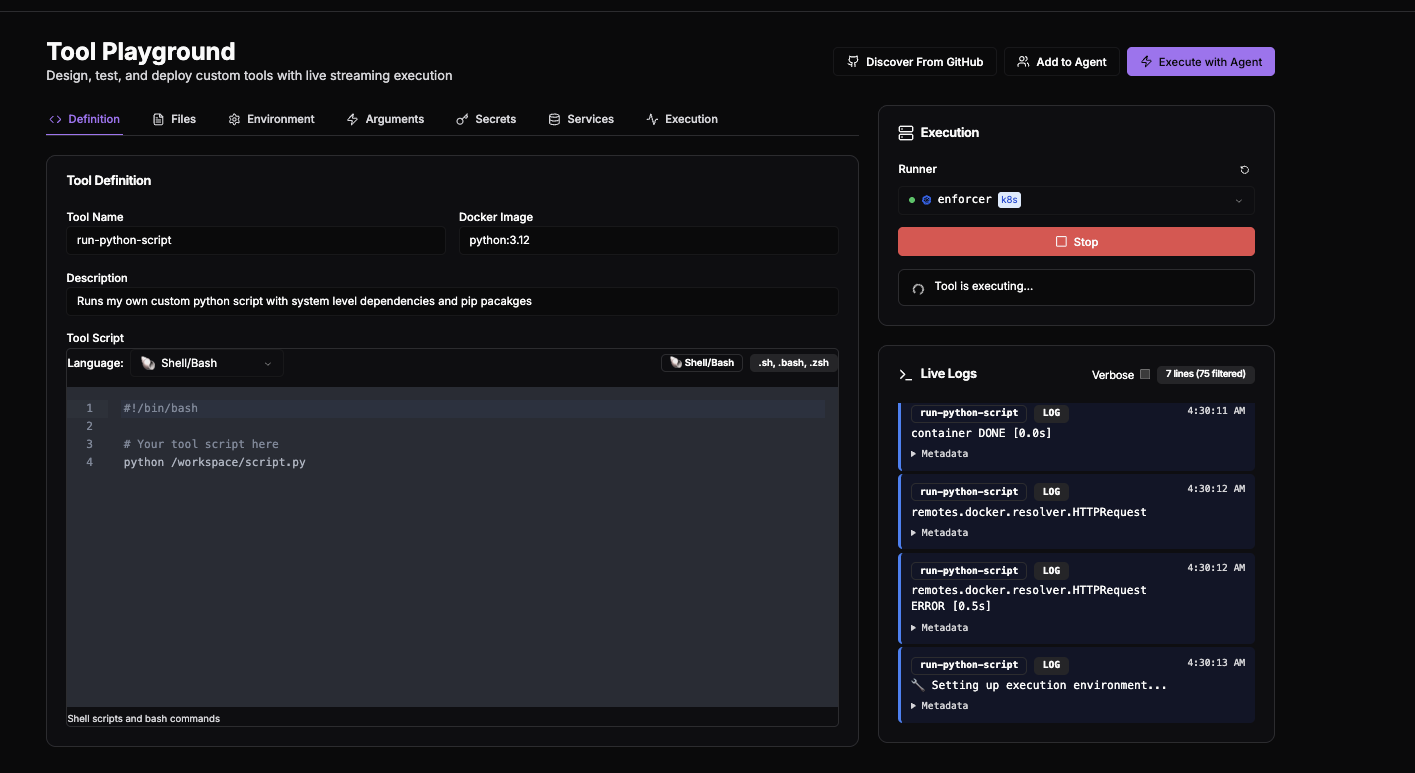 Tool Playground
Design, test, and deploy custom tools with live streaming execution
Discover From GitHub
Add to Agent
Execute with Agent
Definition
Files
Environment
Arguments
Secrets
Services
Execution
Tool Definition
Tool Name
Docker Image
run-python-script
python:3.12
Description
Runs my own custom python script with system level dependencies and pip pacakges
Tool Script
Language:
Shell/Bash
Shell/Bash
.sh, .bash, .zsh
1 #!/bin/bash
2
3 # Your tool script here
4 python /workspace/script.py
Shell scripts and bash commands
Execution
Runner
enforcer k8s
Stop
Tool is executing...
Live Logs
Verbose
7 lines (75 filtered)
run-python-script LOG 4:30:11 AM
container DONE [0.0s]
Metadata
run-python-script LOG 4:30:12 AM
remotes.docker.resolver.HTTPRequest
Metadata
run-python-script LOG 4:30:12 AM
remotes.docker.resolver.HTTPRequest
ERROR [0.5s]
Metadata
run-python-script LOG 4:30:13 AM
🔧 Setting up execution environment...
Metadata